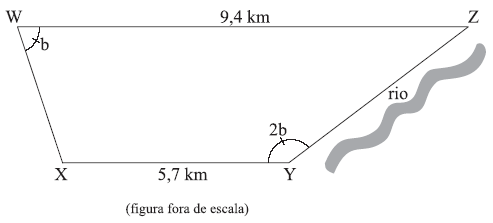 W 9,4 km Z
b
rio
2b
X 5,7 km Y
(figura fora de escala)